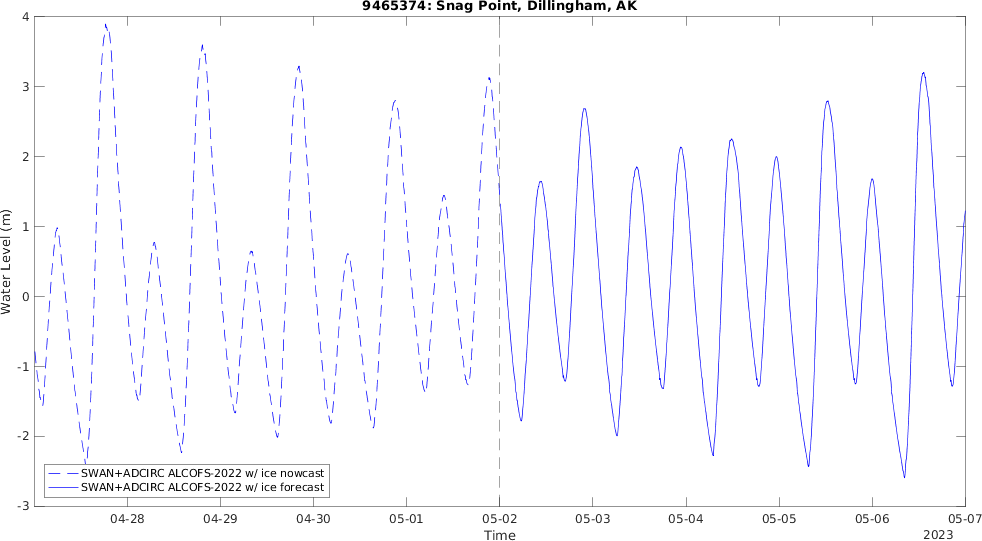 9465374: Snag Point, Dillingham, AK
Water Level (m)
4
3
2
1
0
-1
-2
-3
SWAN+ADCIRC ALCOFS-2022 w/ ice nowcast
SWAN+ADCIRC ALCOFS-2022 w/ ice forecast
04-28 04-29 04-30 05-01 05-02 05-03 05-04 05-05 05-06 05-07
Time
2023